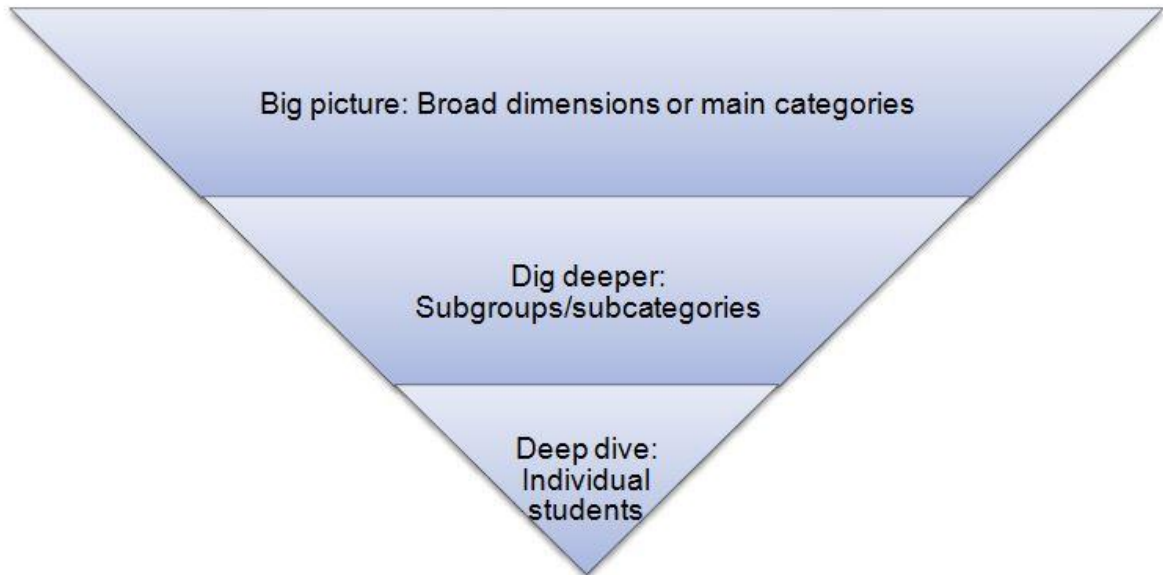 Big picture: Broad dimensions or main categories
Dig deeper:
Subgroups/subcategories
Deep dive:
Individual
students